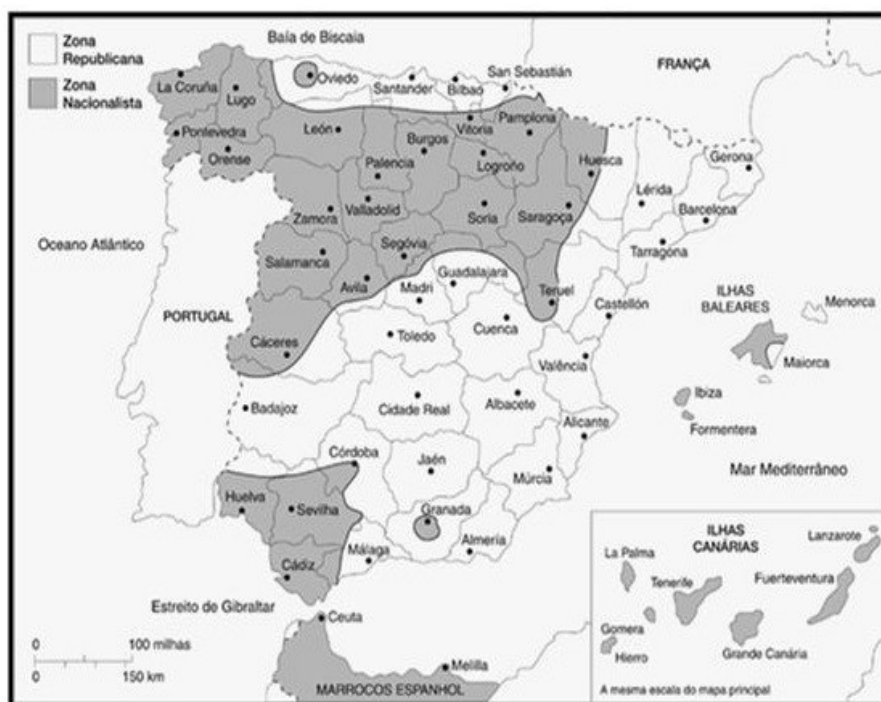 Zona
Republicana
Zona
Nacionalista
Baía de Biscaia
FRANÇA
La Coruña
Lugo
Oviedo
Santander
Bilbao
San Sebastián
Pontevedra
Orense
León
Burgos
Vitoria
Pamplona
Palencia
Logroño
Huesca
Gerona
Lérida
Barcelona
Zamora
Valladolid
Soria
Saragoça
Tarragona
Oceano Atlântico
Salamanca
Segóvia
Avila
Guadalajara
Madri
Teruel
Castellón
ILHAS
BALEARES
Menorca
PORTUGAL
Cáceres
Toledo
Cuenca
Valência
Maiorca
Ibiza
Formentera
Badajoz
Cidade Real
Albacete
Alicante
Córdoba
Jaén
Múrcia
Mar Mediterrâneo
Huelva
Sevilha
Granada
Almería
Málaga
Cádiz
Estreito de Gibraltar
Ceuta
Melilla
MARROCOS ESPANHOL
0 100 milhas
0 150 km
ILHAS
CANÁRIAS
Lanzarote
La Palma
Tenerife
Fuerteventura
Gomera
Hierro
Grande Canária
A mesma escala do mapa principal